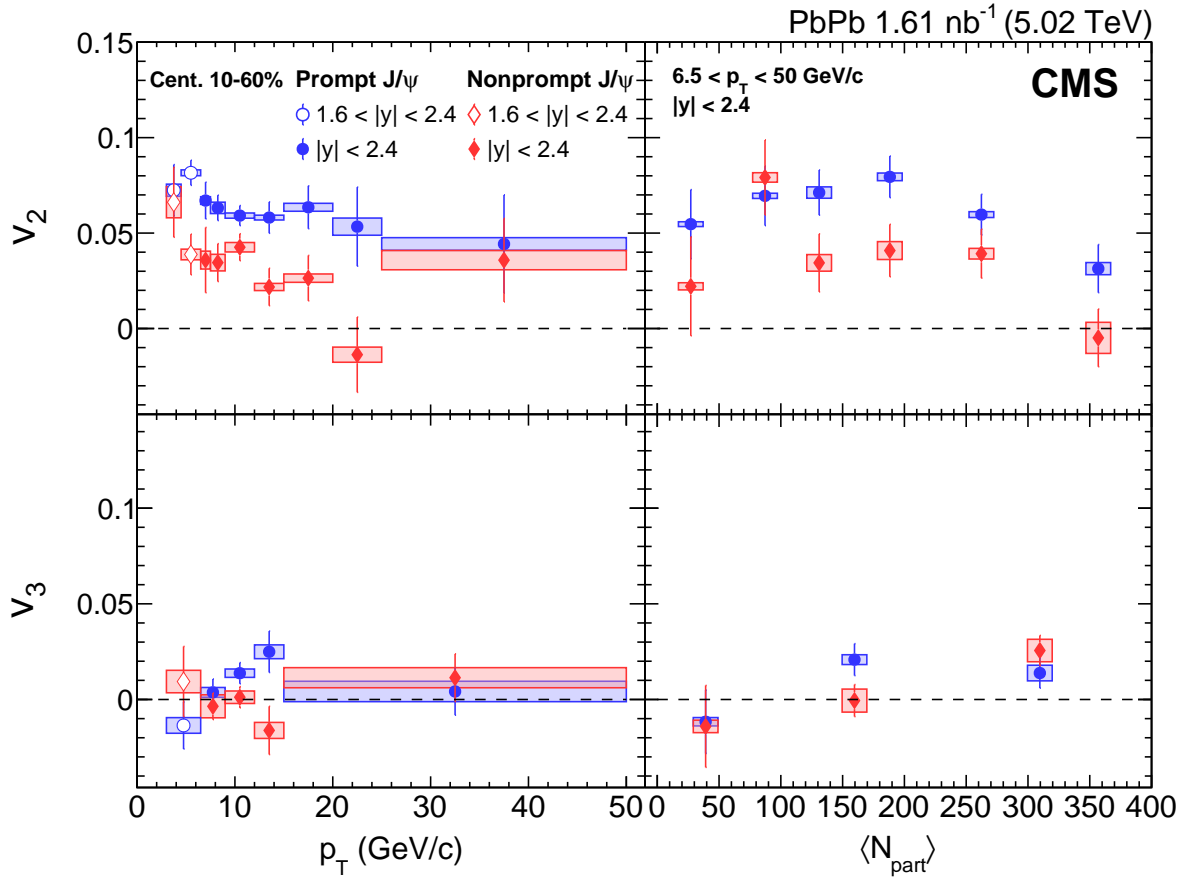 PbPb 1.61 nb⁻¹ (5.02 TeV)
0.15
0.1
0.05
0
v₂
Cent. 10-60%
Prompt J/ψ
Nonprompt J/ψ
1.6 < |y| < 2.4
1.6 < |y| < 2.4
|y| < 2.4
|y| < 2.4
6.5 < p_T < 50 GeV/c
|y| < 2.4
CMS
0.1
0.05
0
v₃
0 10 20 30 40 50
p_T (GeV/c)
0 50 100 150 200 250 300 350 400
⟨N_part⟩